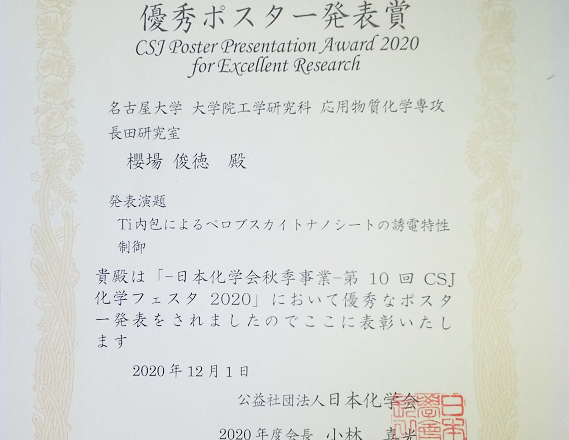 優秀ポスター発表賞
CSJ Poster Presentation Award 2020
for Excellent Research
名古屋大学 大学院工学研究科 応用物質化学専攻
長田研究室
櫻場 俊徳 殿
発表演題
Ti内包によるペロブスカイトナノシートの誘電特性
制御
貴殿は「−日本化学会秋季事業−第 10 回 CSJ
化学フェスタ 2020」において優秀なポスタ
ー発表をされましたのでここに表彰いたし
ます
2020 年 12 月 1 日
公益社団法人日本化学会
2020 年度会長 小林 喜光